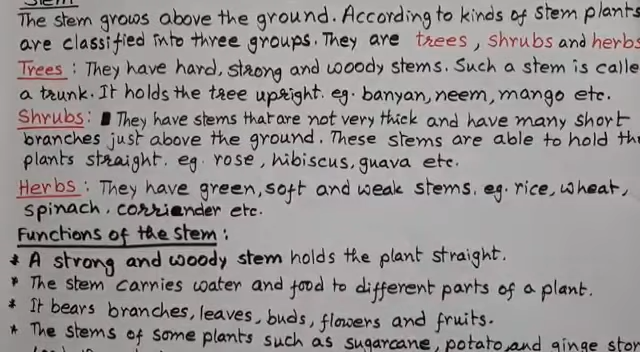 Stem
The stem grows above the ground. According to kinds of stem plants
are classified into three groups. They are trees, shrubs and herbs
Trees : They have hard, strong and wooody stems. Such a stem is calle
a trunk. It holds the tree upright. eg. banyan, neem, mango etc.
Shrubs: They have stems that are not very thick and have many short
branches just above the ground. These stems are able to hold the
plants straight. eg. rose, hibiscus, guava etc.
Herbs : They have green, soft and weak stems. eg. rice, wheat,
spinach, corriender etc.
Functions of the stem :
* A strong and woody stem holds the plant straight.
* The stem carries water and food to different parts of a plant.
* It bears branches, leaves, buds, flowers and fruits.
* The stems of some plants such as sugarcane, potato, and ginge stor